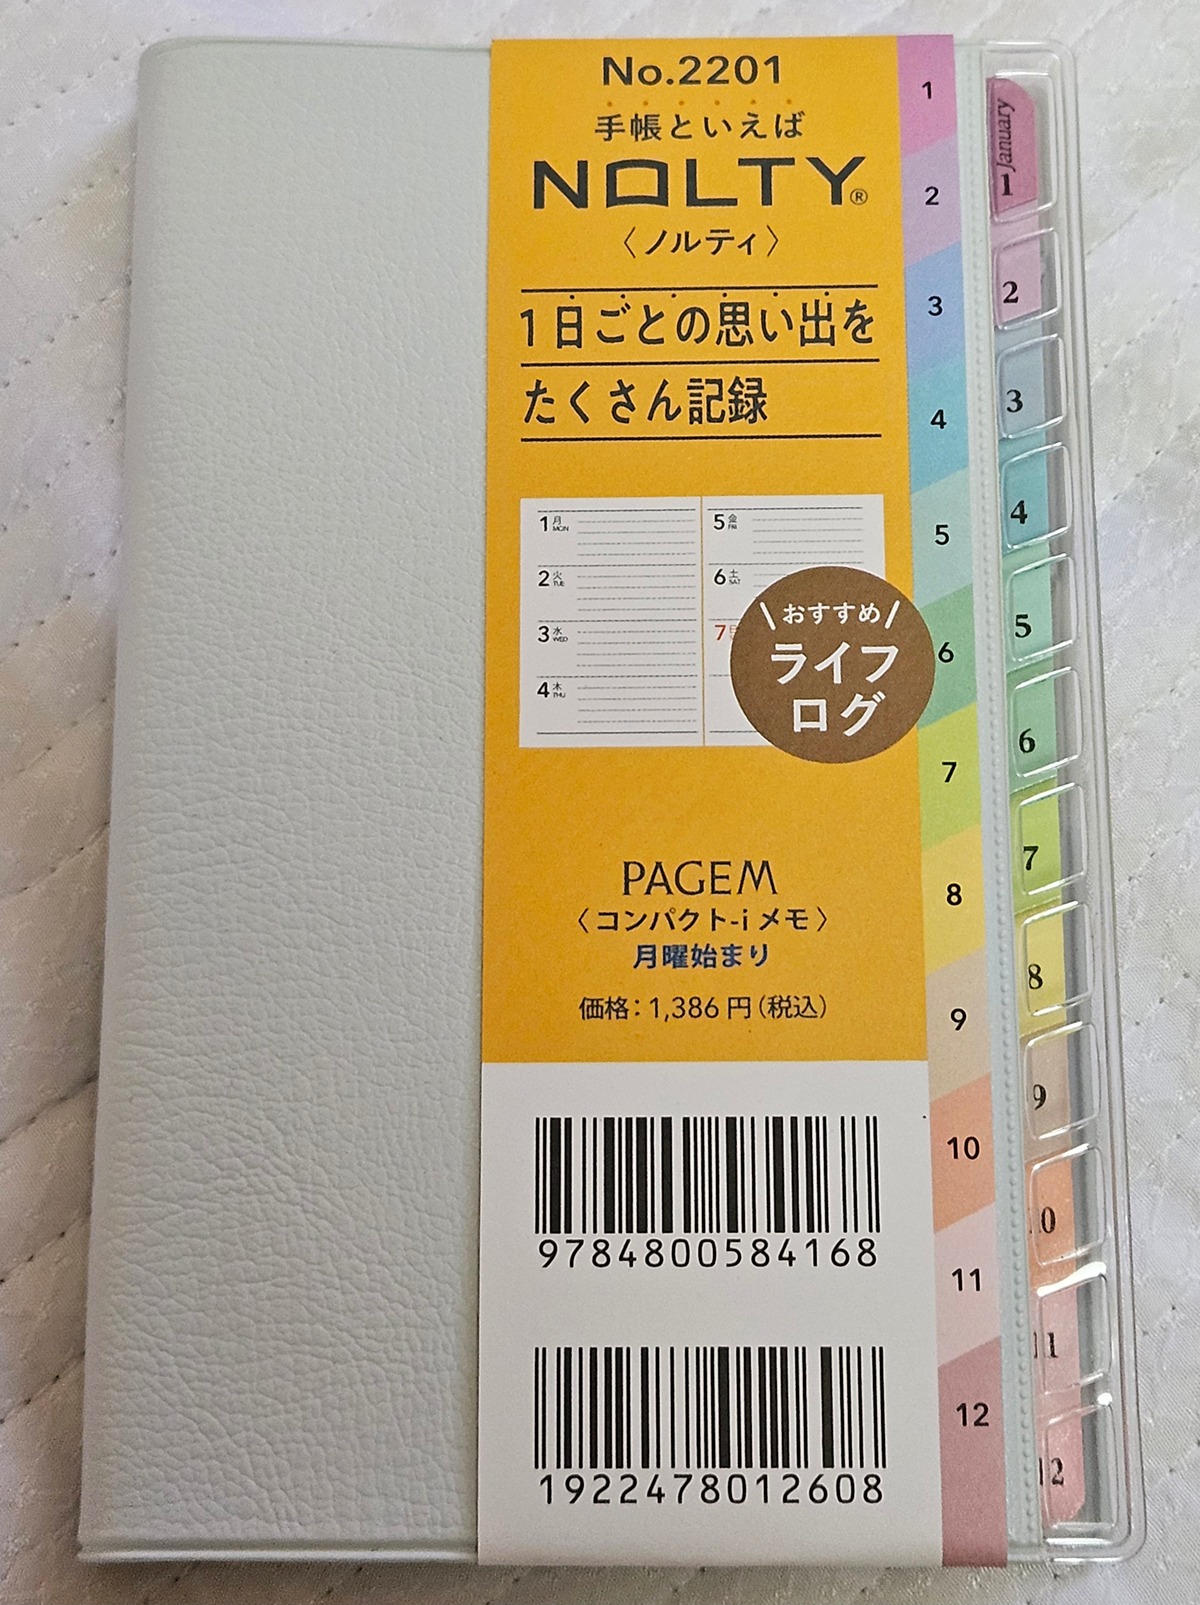 No.2201
手帳といえば
NOLTY®
〈ノルティ〉
1日ごとの思い出を
たくさん記録
1 月 MON
2 火 TUE
3 水 WED
4 木 THU
5 金 FRI
6 土 SAT
7
\おすすめ/
ライフ
ログ
PAGEM
〈コンパクト-i メモ〉
月曜始まり
価格：1,386 円（税込）
9784800584168
1922478012608
1
2
3
4
5
6
7
8
9
10
11
12
January
1
2
3
4
5
6
7
8
9
10
11
12